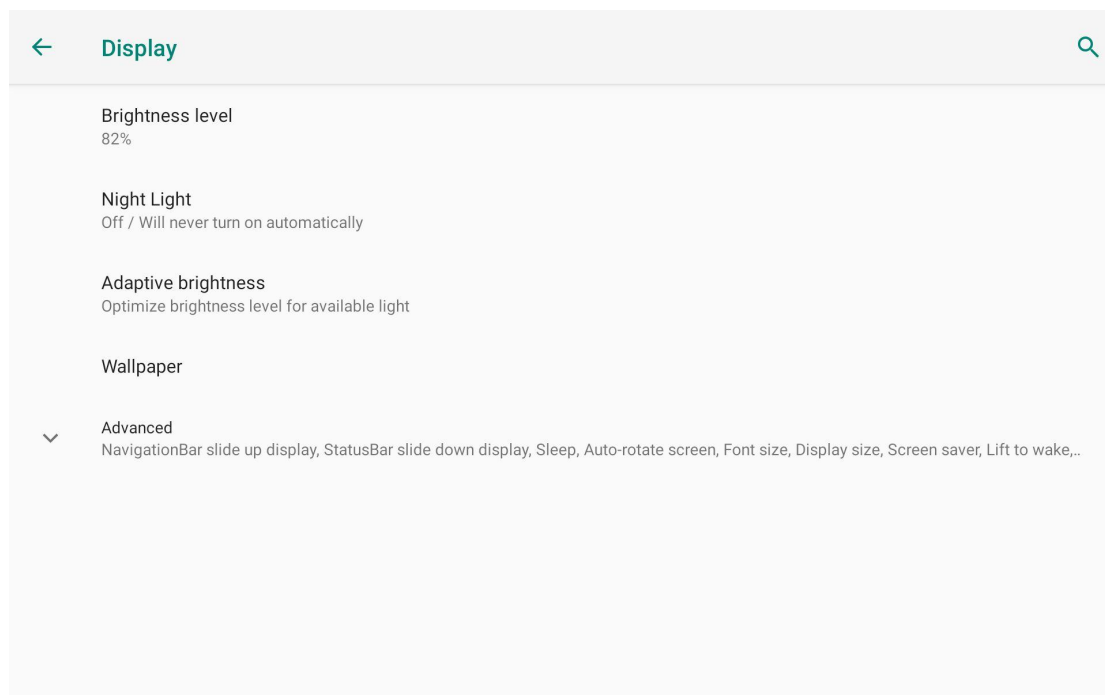 Display
Brightness level
82%
Night Light
Off / Will never turn on automatically
Adaptive brightness
Optimize brightness level for available light
Wallpaper
Advanced
NavigationBar slide up display, StatusBar slide down display, Sleep, Auto-rotate screen, Font size, Display size, Screen saver, Lift to wake,..